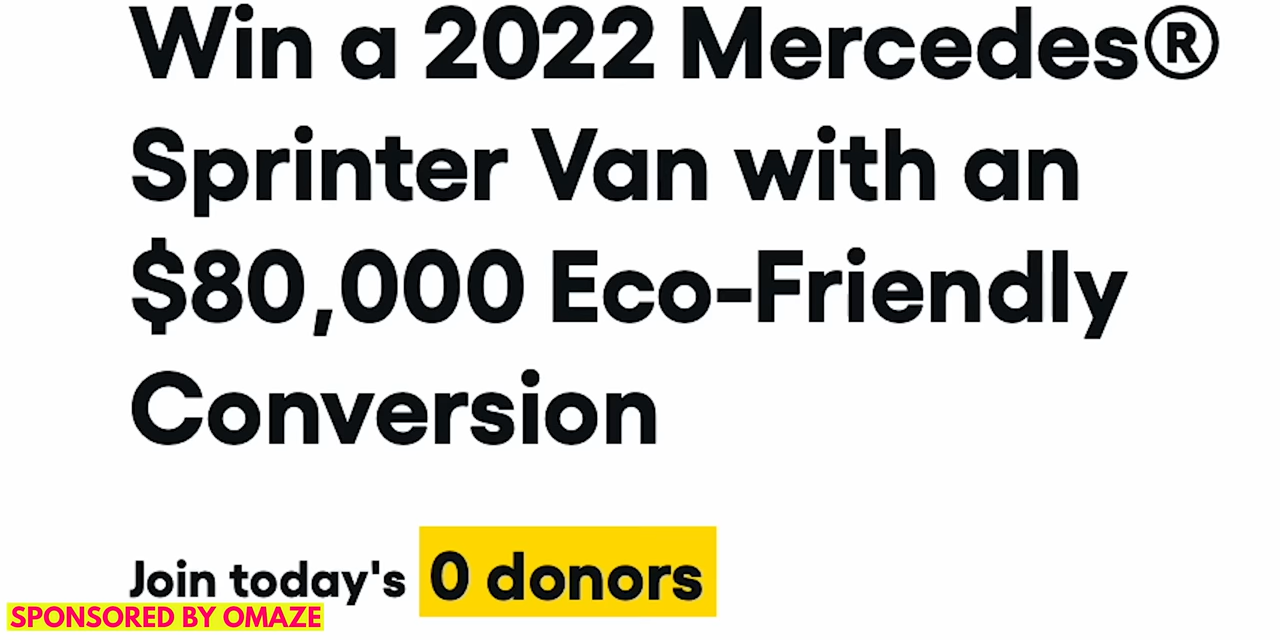 Win a 2022 Mercedes®
Sprinter Van with an
$80,000 Eco-Friendly
Conversion
Join today's 0 donors
SPONSORED BY OMAZE